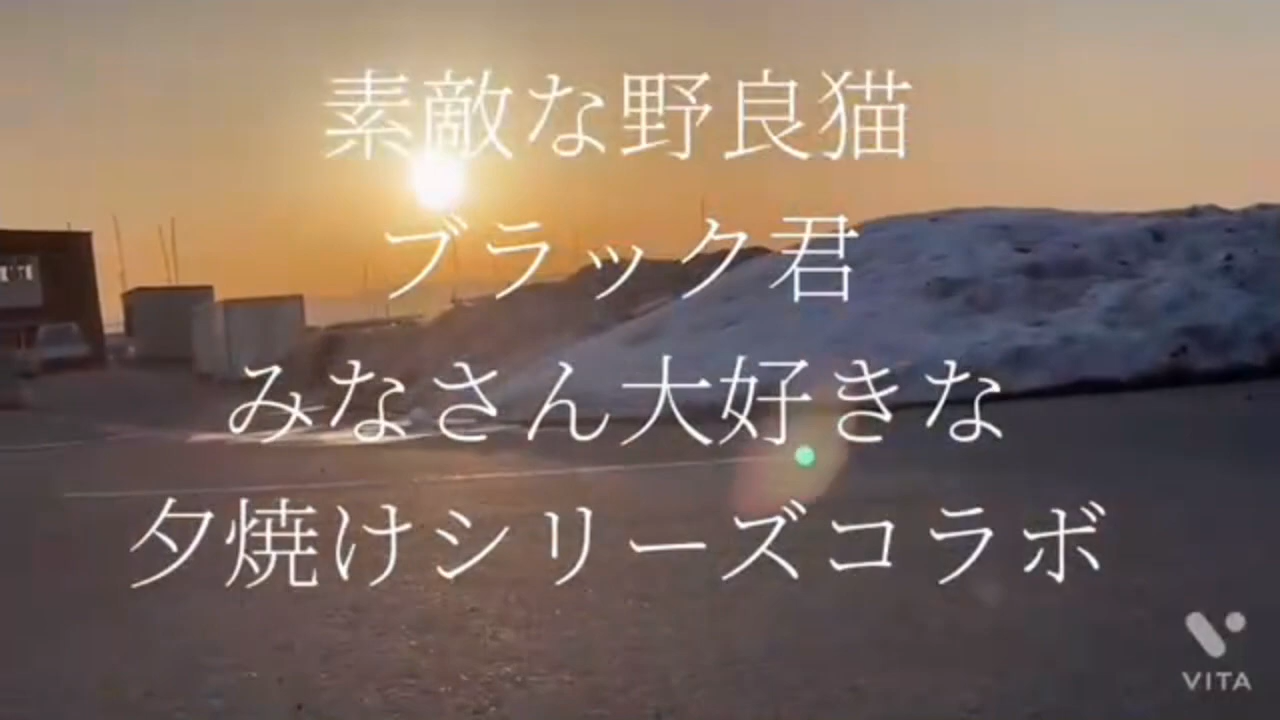 素敵な野良猫
ブラック君
みなさん大好きな
夕焼けシリーズコラボ
VITA